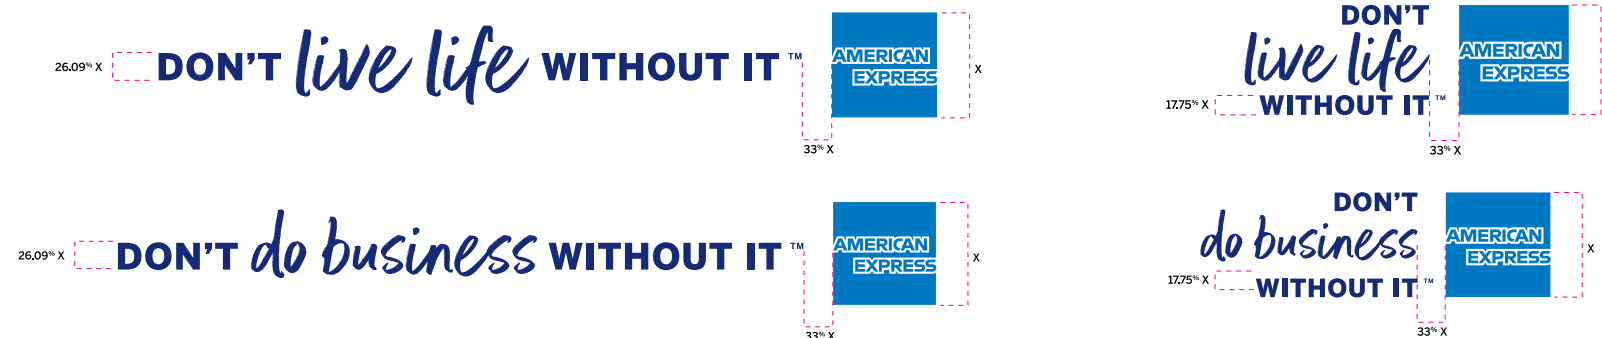 26.09% X DON'T live life WITHOUT IT ™ AMERICAN EXPRESS X
33% X
DON'T
live life
17.75% X WITHOUT IT ™
AMERICAN
EXPRESS
33% X
26.09% X DON'T do business WITHOUT IT ™ AMERICAN EXPRESS X
33% X
DON'T
do business
17.75% X WITHOUT IT ™
AMERICAN
EXPRESS
X
33% X